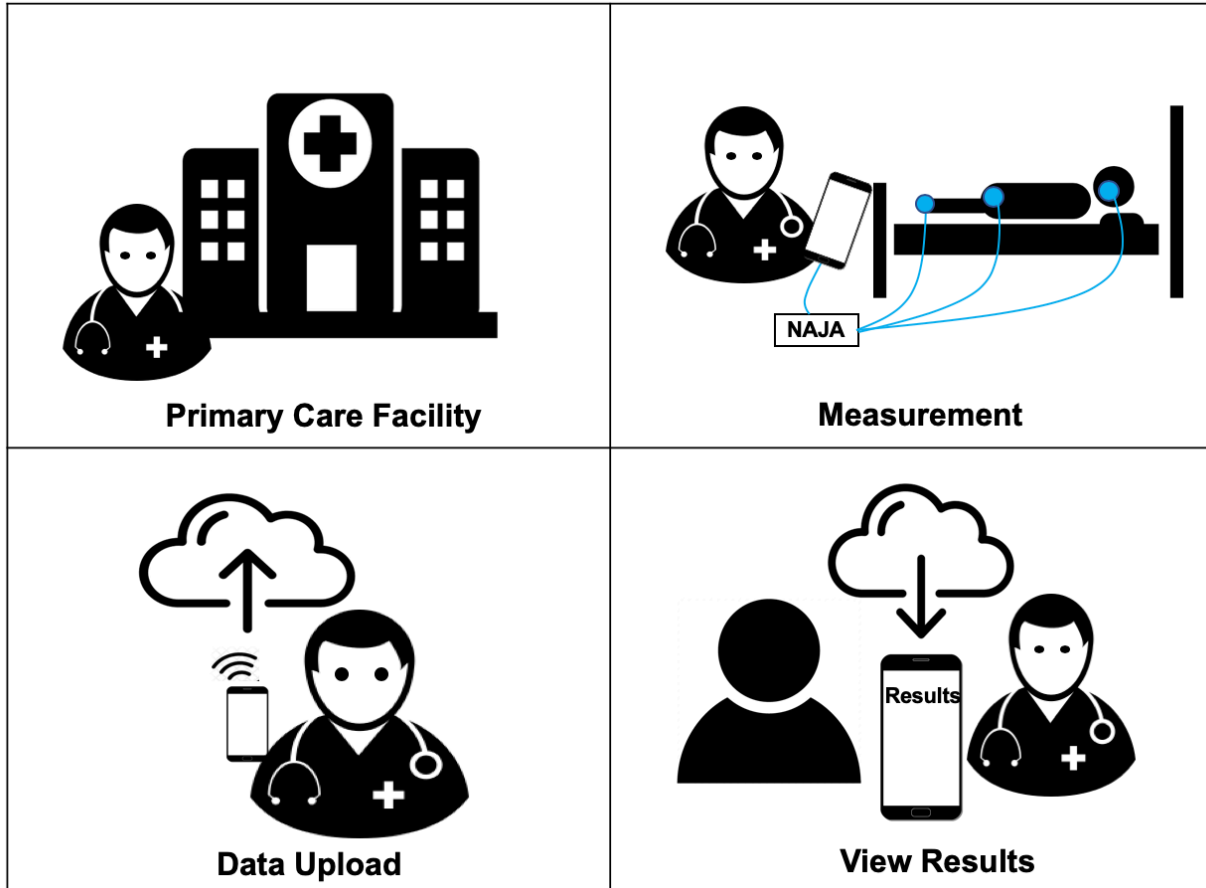 Primary Care Facility
NAJA
Measurement
Data Upload
Results
View Results